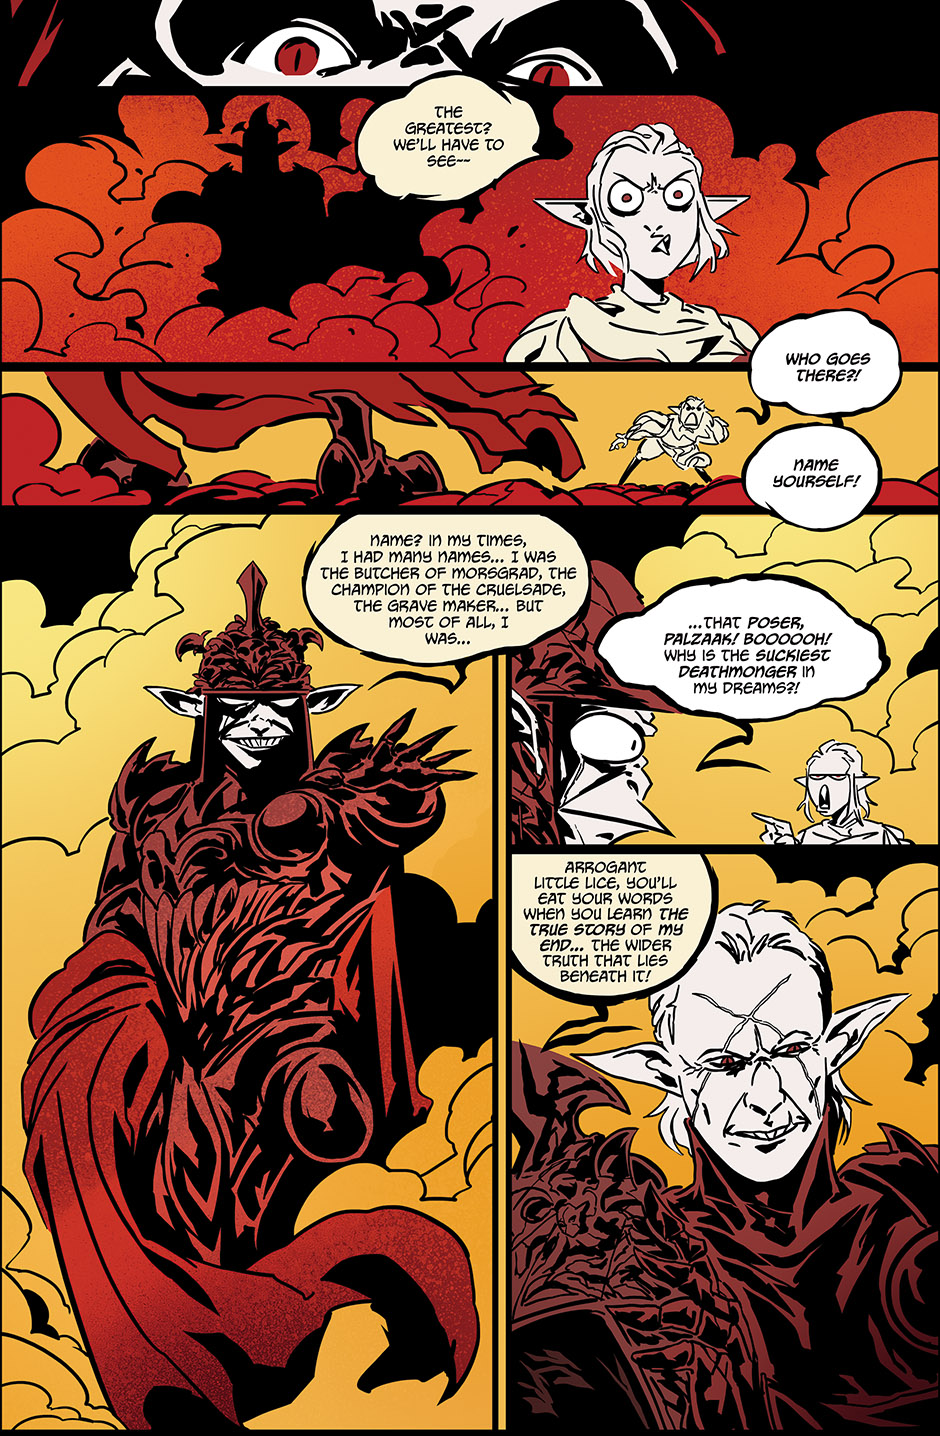 THE
GREATEST?
WE'LL HAVE TO
SEE--
WHO GOES
THERE?!
NAME
YOURSELF!
NAME? IN MY TIMES,
I HAD MANY NAMES... I WAS
THE BUTCHER OF MORSGRAD, THE
CHAMPION OF THE CRUELSADE,
THE GRAVE MAKER... BUT
MOST OF ALL, I
WAS...
...THAT POSER,
PALZAAK! BOOOOOH!
WHY IS THE SUCKIEST
DEATHMONGER IN
MY DREAMS?!
ARROGANT
LITTLE LICE, YOU'LL
EAT YOUR WORDS
WHEN YOU LEARN THE
TRUE STORY OF MY
END... THE WIDER
TRUTH THAT LIES
BENEATH IT!